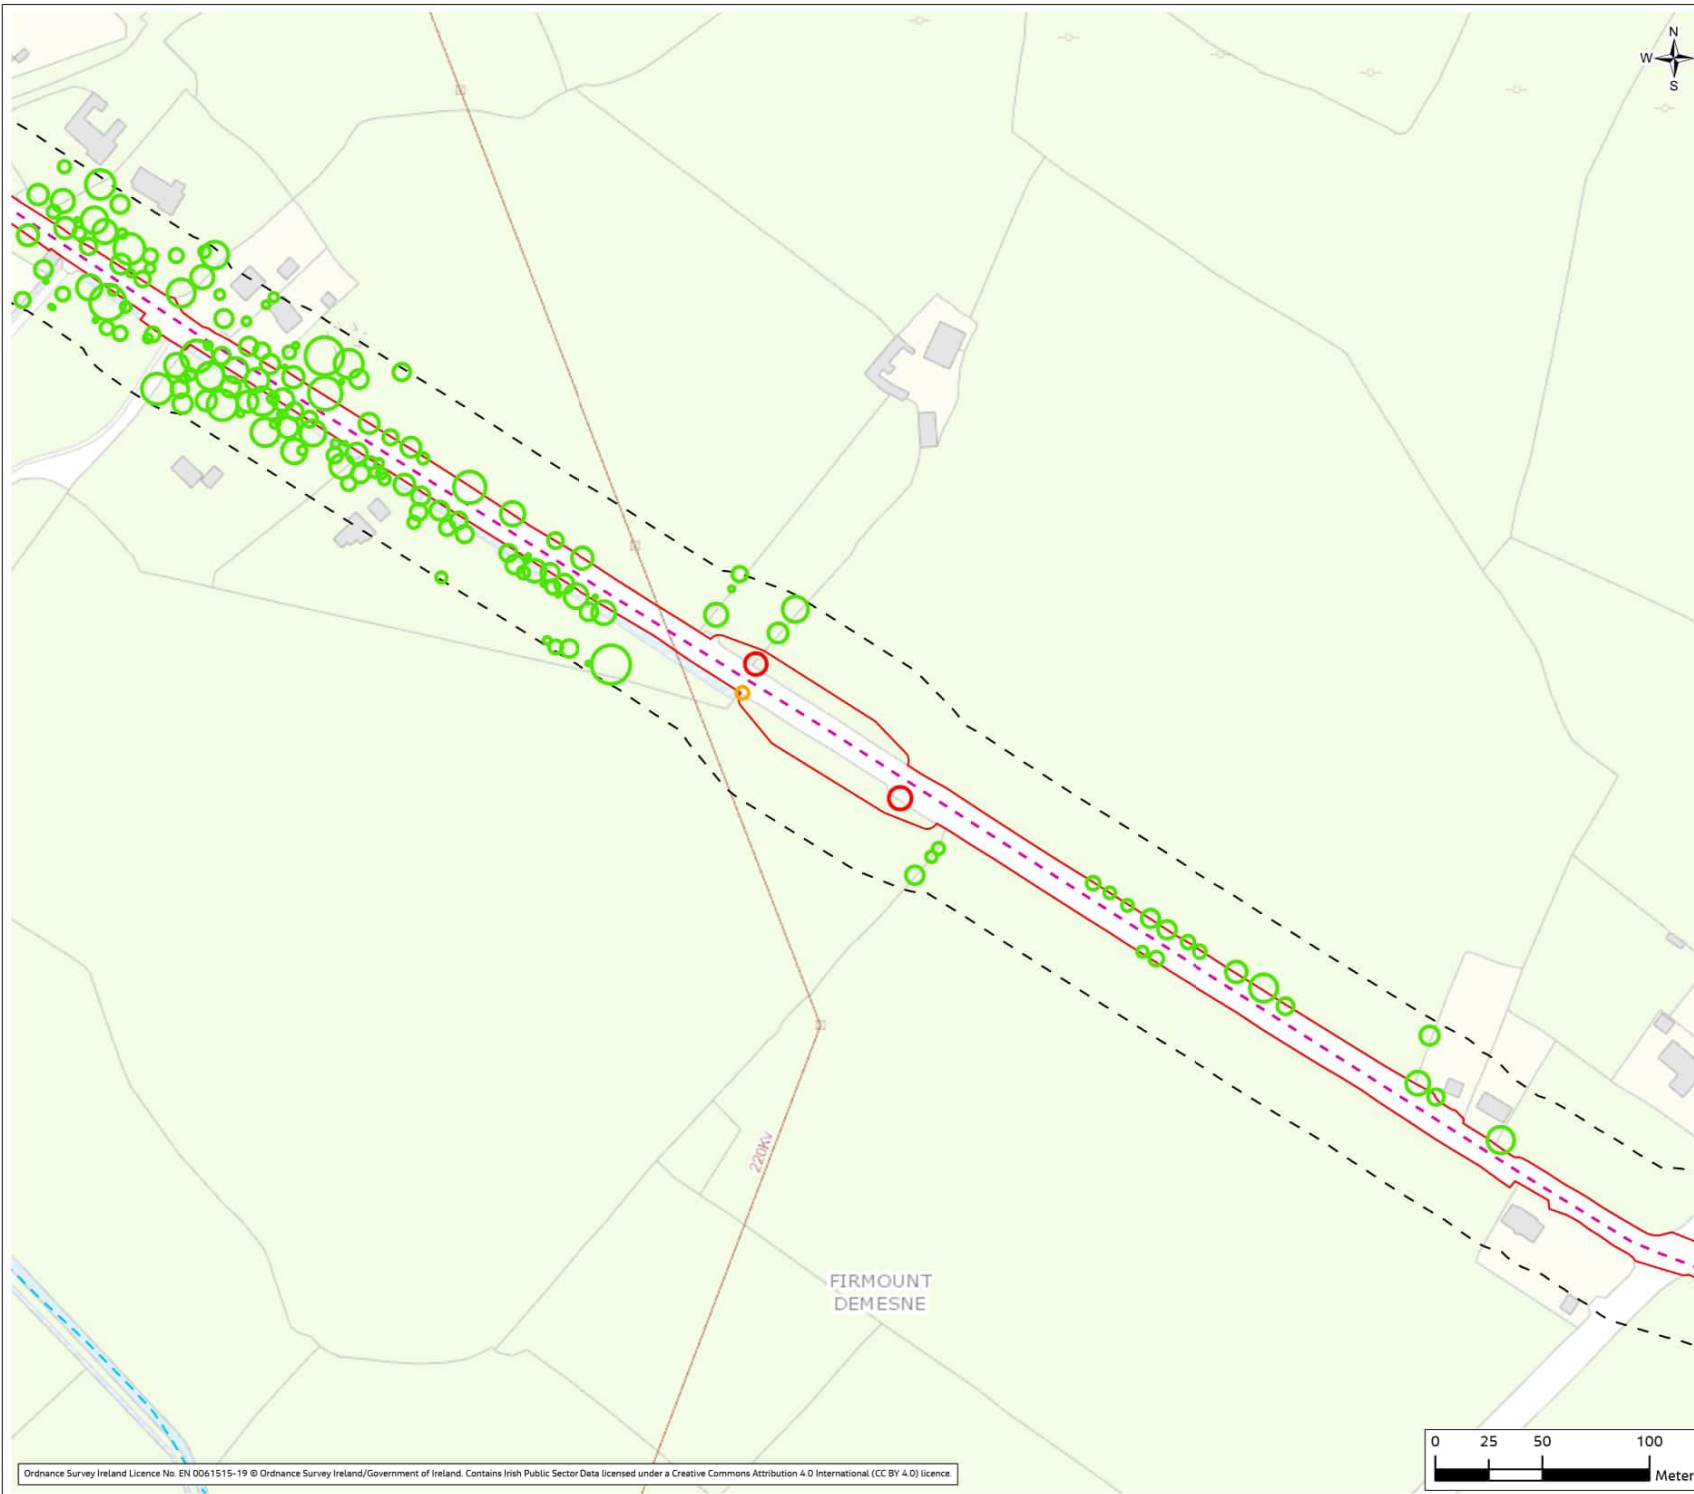 N
W
S
220Kv
FIRMOUNT
DEMESNE
0 25 50 100
Meter
Ordnance Survey Ireland Licence No. EN 0061515-19 © Ordnance Survey Ireland/Government of Ireland. Contains Irish Public Sector Data licensed under a Creative Commons Attribution 4.0 International (CC BY 4.0) licence.